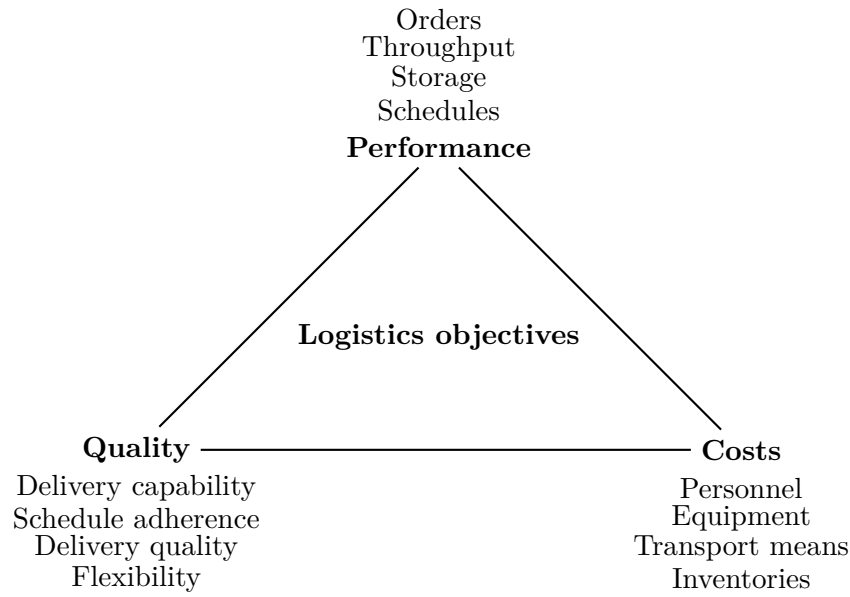 Orders
Throughput
Storage
Schedules
Performance
Logistics objectives
Quality
Delivery capability
Schedule adherence
Delivery quality
Flexibility
Costs
Personnel
Equipment
Transport means
Inventories